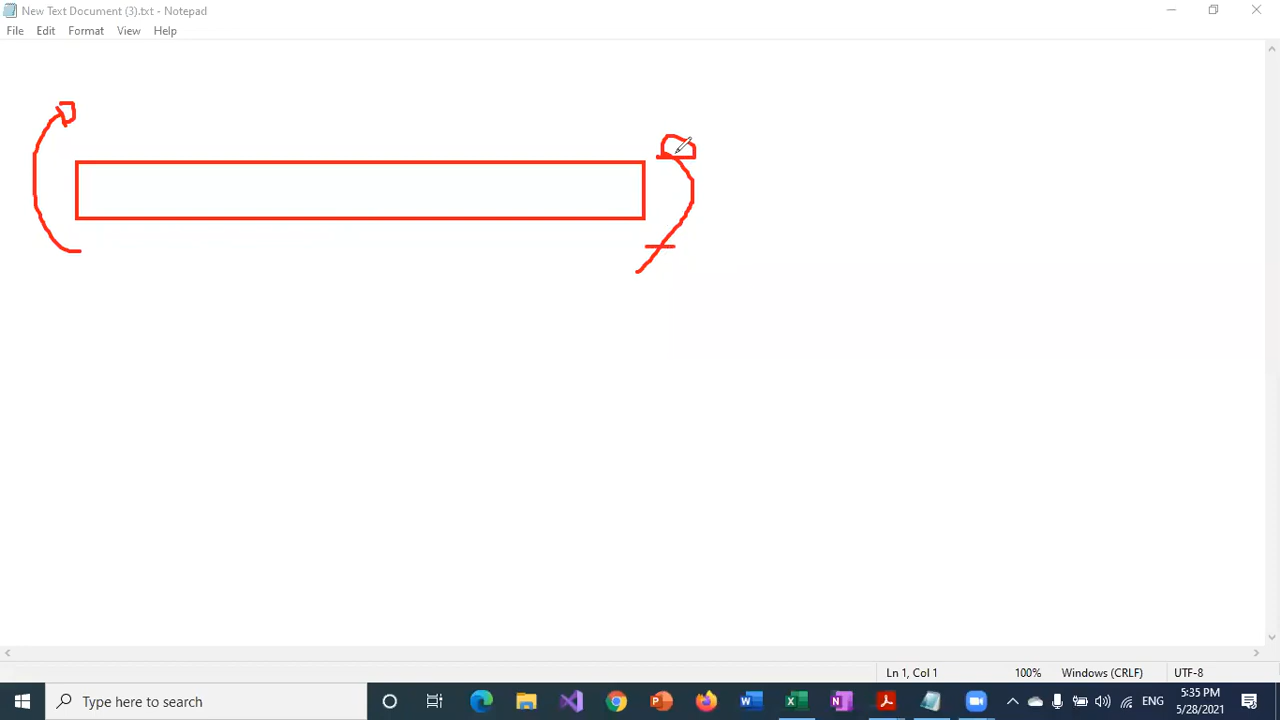 New Text Document (3).txt - Notepad
File Edit Format View Help
Ln 1, Col 1 100% Windows (CRLF) UTF-8
Type here to search
ENG
5:35 PM
5/28/2021